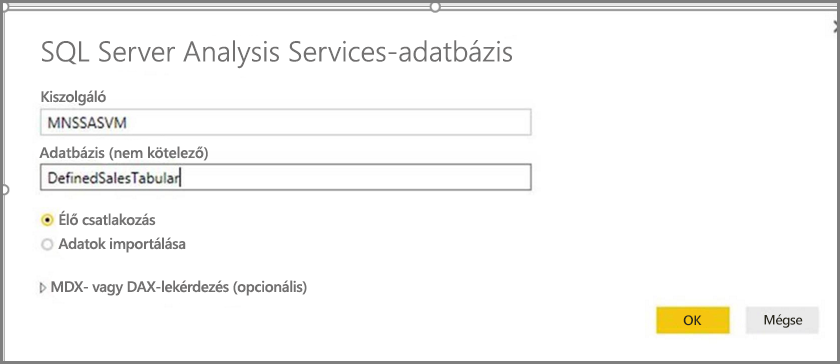 SQL Server Analysis Services-adatbázis
Kiszolgáló
MNSSASVM
Adatbázis (nem kötelező)
DefinedSalesTabular
Élő csatlakozás
Adatok importálása
MDX- vagy DAX-lekérdezés (opcionális)
OK Mégse